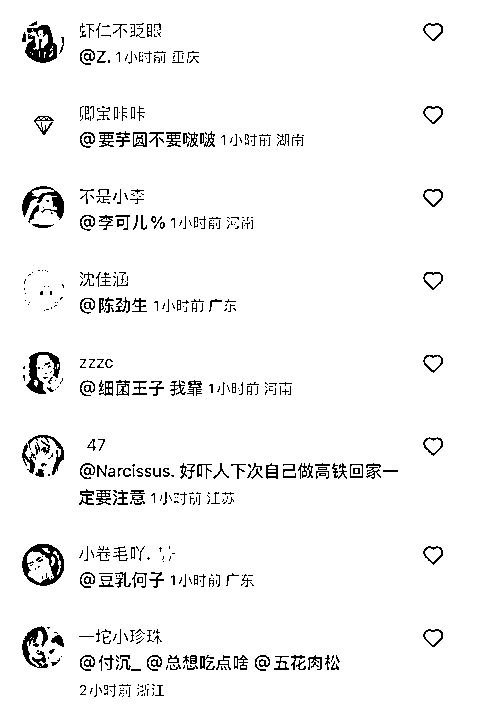 虾仁不眨眼
@Z. 1小时前 重庆
卿宝咔咔
@要芋圆不要啵啵 1小时前 湖南
不是小李
@李可儿% 1小时前 河南
沈佳涵
@陈劲生 1小时前 广东
zzzc
@细菌王子 我靠 1小时前 河南
47
@Narcissus. 好吓人下次自己做高铁回家一
定要注意 1小时前 江苏
小卷毛吖.
@豆乳何子 1小时前 广东
一坨小珍珠
@付沉_ @总想吃点啥 @五花肉松
2小时前 浙江